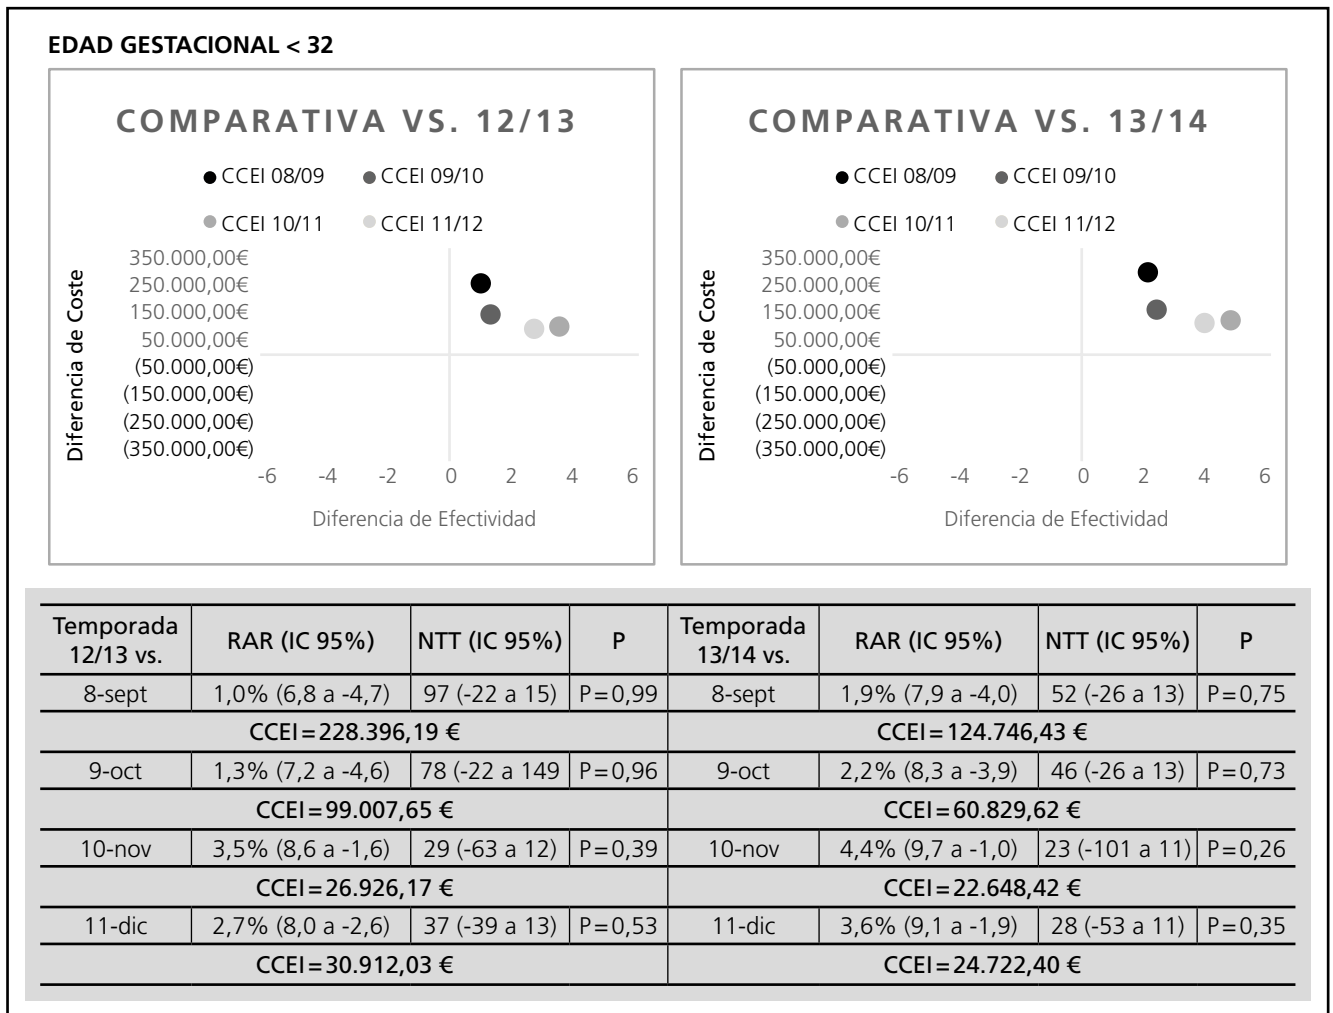 EDAD GESTACIONAL < 32
COMPARATIVA VS. 12/13
CCEI 08/09 CCEI 09/10
CCEI 10/11 CCEI 11/12
Diferencia de Coste
350.000,00€
250.000,00€
150.000,00€
50.000,00€
(50.000,00€)
(150.000,00€)
(250.000,00€)
(350.000,00€)
-6 -4 -2 0 2 4 6
Diferencia de Efectividad
COMPARATIVA VS. 13/14
CCEI 08/09 CCEI 09/10
CCEI 10/11 CCEI 11/12
Diferencia de Coste
350.000,00€
250.000,00€
150.000,00€
50.000,00€
(50.000,00€)
(150.000,00€)
(250.000,00€)
(350.000,00€)
-6 -4 -2 0 2 4 6
Diferencia de Efectividad
Temporada 12/13 vs. RAR (IC 95%) NTT (IC 95%) P Temporada 13/14 vs. RAR (IC 95%) NTT (IC 95%) P
8-sept 1,0% (6,8 a -4,7) 97 (-22 a 15) P=0,99 8-sept 1,9% (7,9 a -4,0) 52 (-26 a 13) P=0,75
CCEI=228.396,19 € CCEI=124.746,43 €
9-oct 1,3% (7,2 a -4,6) 78 (-22 a 149 P=0,96 9-oct 2,2% (8,3 a -3,9) 46 (-26 a 13) P=0,73
CCEI=99.007,65 € CCEI=60.829,62 €
10-nov 3,5% (8,6 a -1,6) 29 (-63 a 12) P=0,39 10-nov 4,4% (9,7 a -1,0) 23 (-101 a 11) P=0,26
CCEI=26.926,17 € CCEI=22.648,42 €
11-dic 2,7% (8,0 a -2,6) 37 (-39 a 13) P=0,53 11-dic 3,6% (9,1 a -1,9) 28 (-53 a 11) P=0,35
CCEI=30.912,03 € CCEI=24.722,40 €